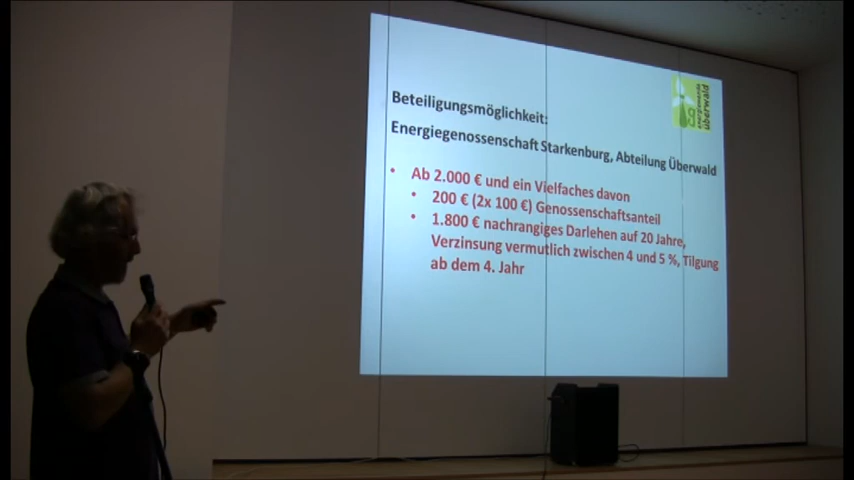 energiewende
überwald
Beteiligungsmöglichkeit:
Energiegenossenschaft Starkenburg, Abteilung Überwald
• Ab 2.000 € und ein Vielfaches davon
• 200 € (2x 100 €) Genossenschaftsanteil
• 1.800 € nachrangiges Darlehen auf 20 Jahre,
Verzinsung vermutlich zwischen 4 und 5 %, Tilgung
ab dem 4. Jahr